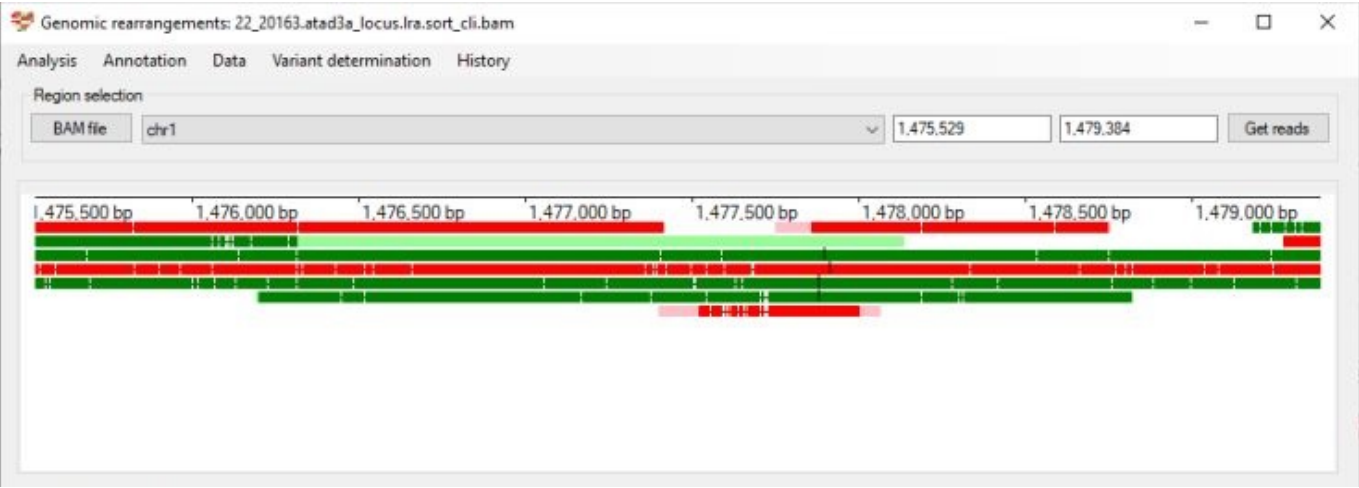 Genomic rearrangements: 22_20163.atad3a_locus.lra.sort_cli.bam
Analysis Annotation Data Variant determination History
Region selection
BAM file chr1 1,475,529 1,479,384 Get reads
1,475,500 bp 1,476,000 bp 1,476,500 bp 1,477,000 bp 1,477,500 bp 1,478,000 bp 1,478,500 bp 1,479,000 bp